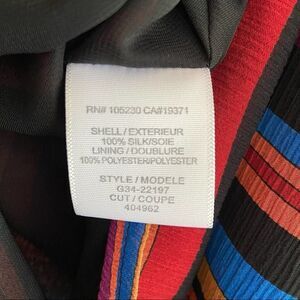 RN# 105230 CA#19371
SHELL / EXTERIEUR
100% SILK/SOIE
LINING / DOUBLURE
100% POLYESTER/POLYESTER
STYLE / MODELE
G34-22197
CUT / COUPE
404962